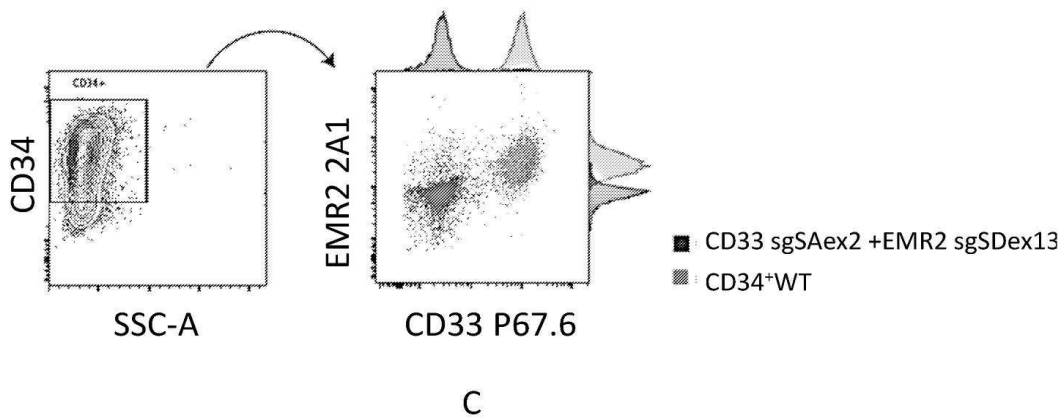 CD34+
CD34
SSC-A
EMR2 2A1
CD33 P67.6
CD33 sgSAex2 +EMR2 sgSDex13
CD34⁺WT
C